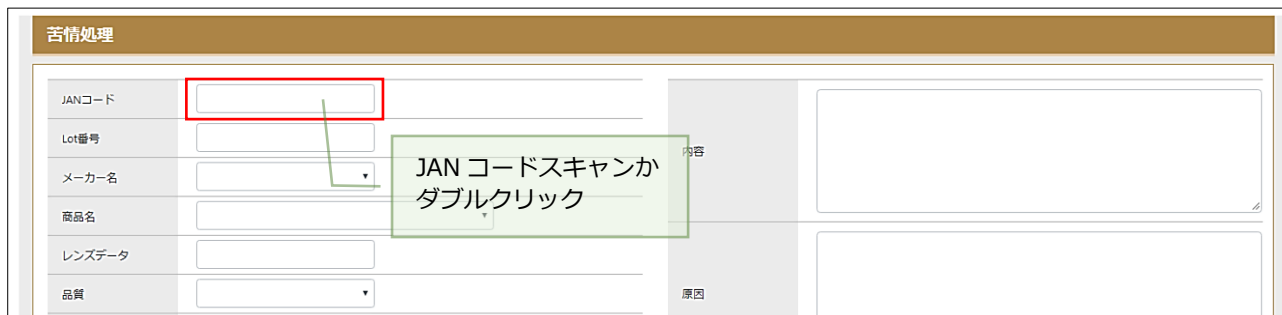 苦情処理
JANコード
Lot番号
メーカー名
商品名
レンズデータ
品質
JAN コードスキャンか
ダブルクリック
内容
原因